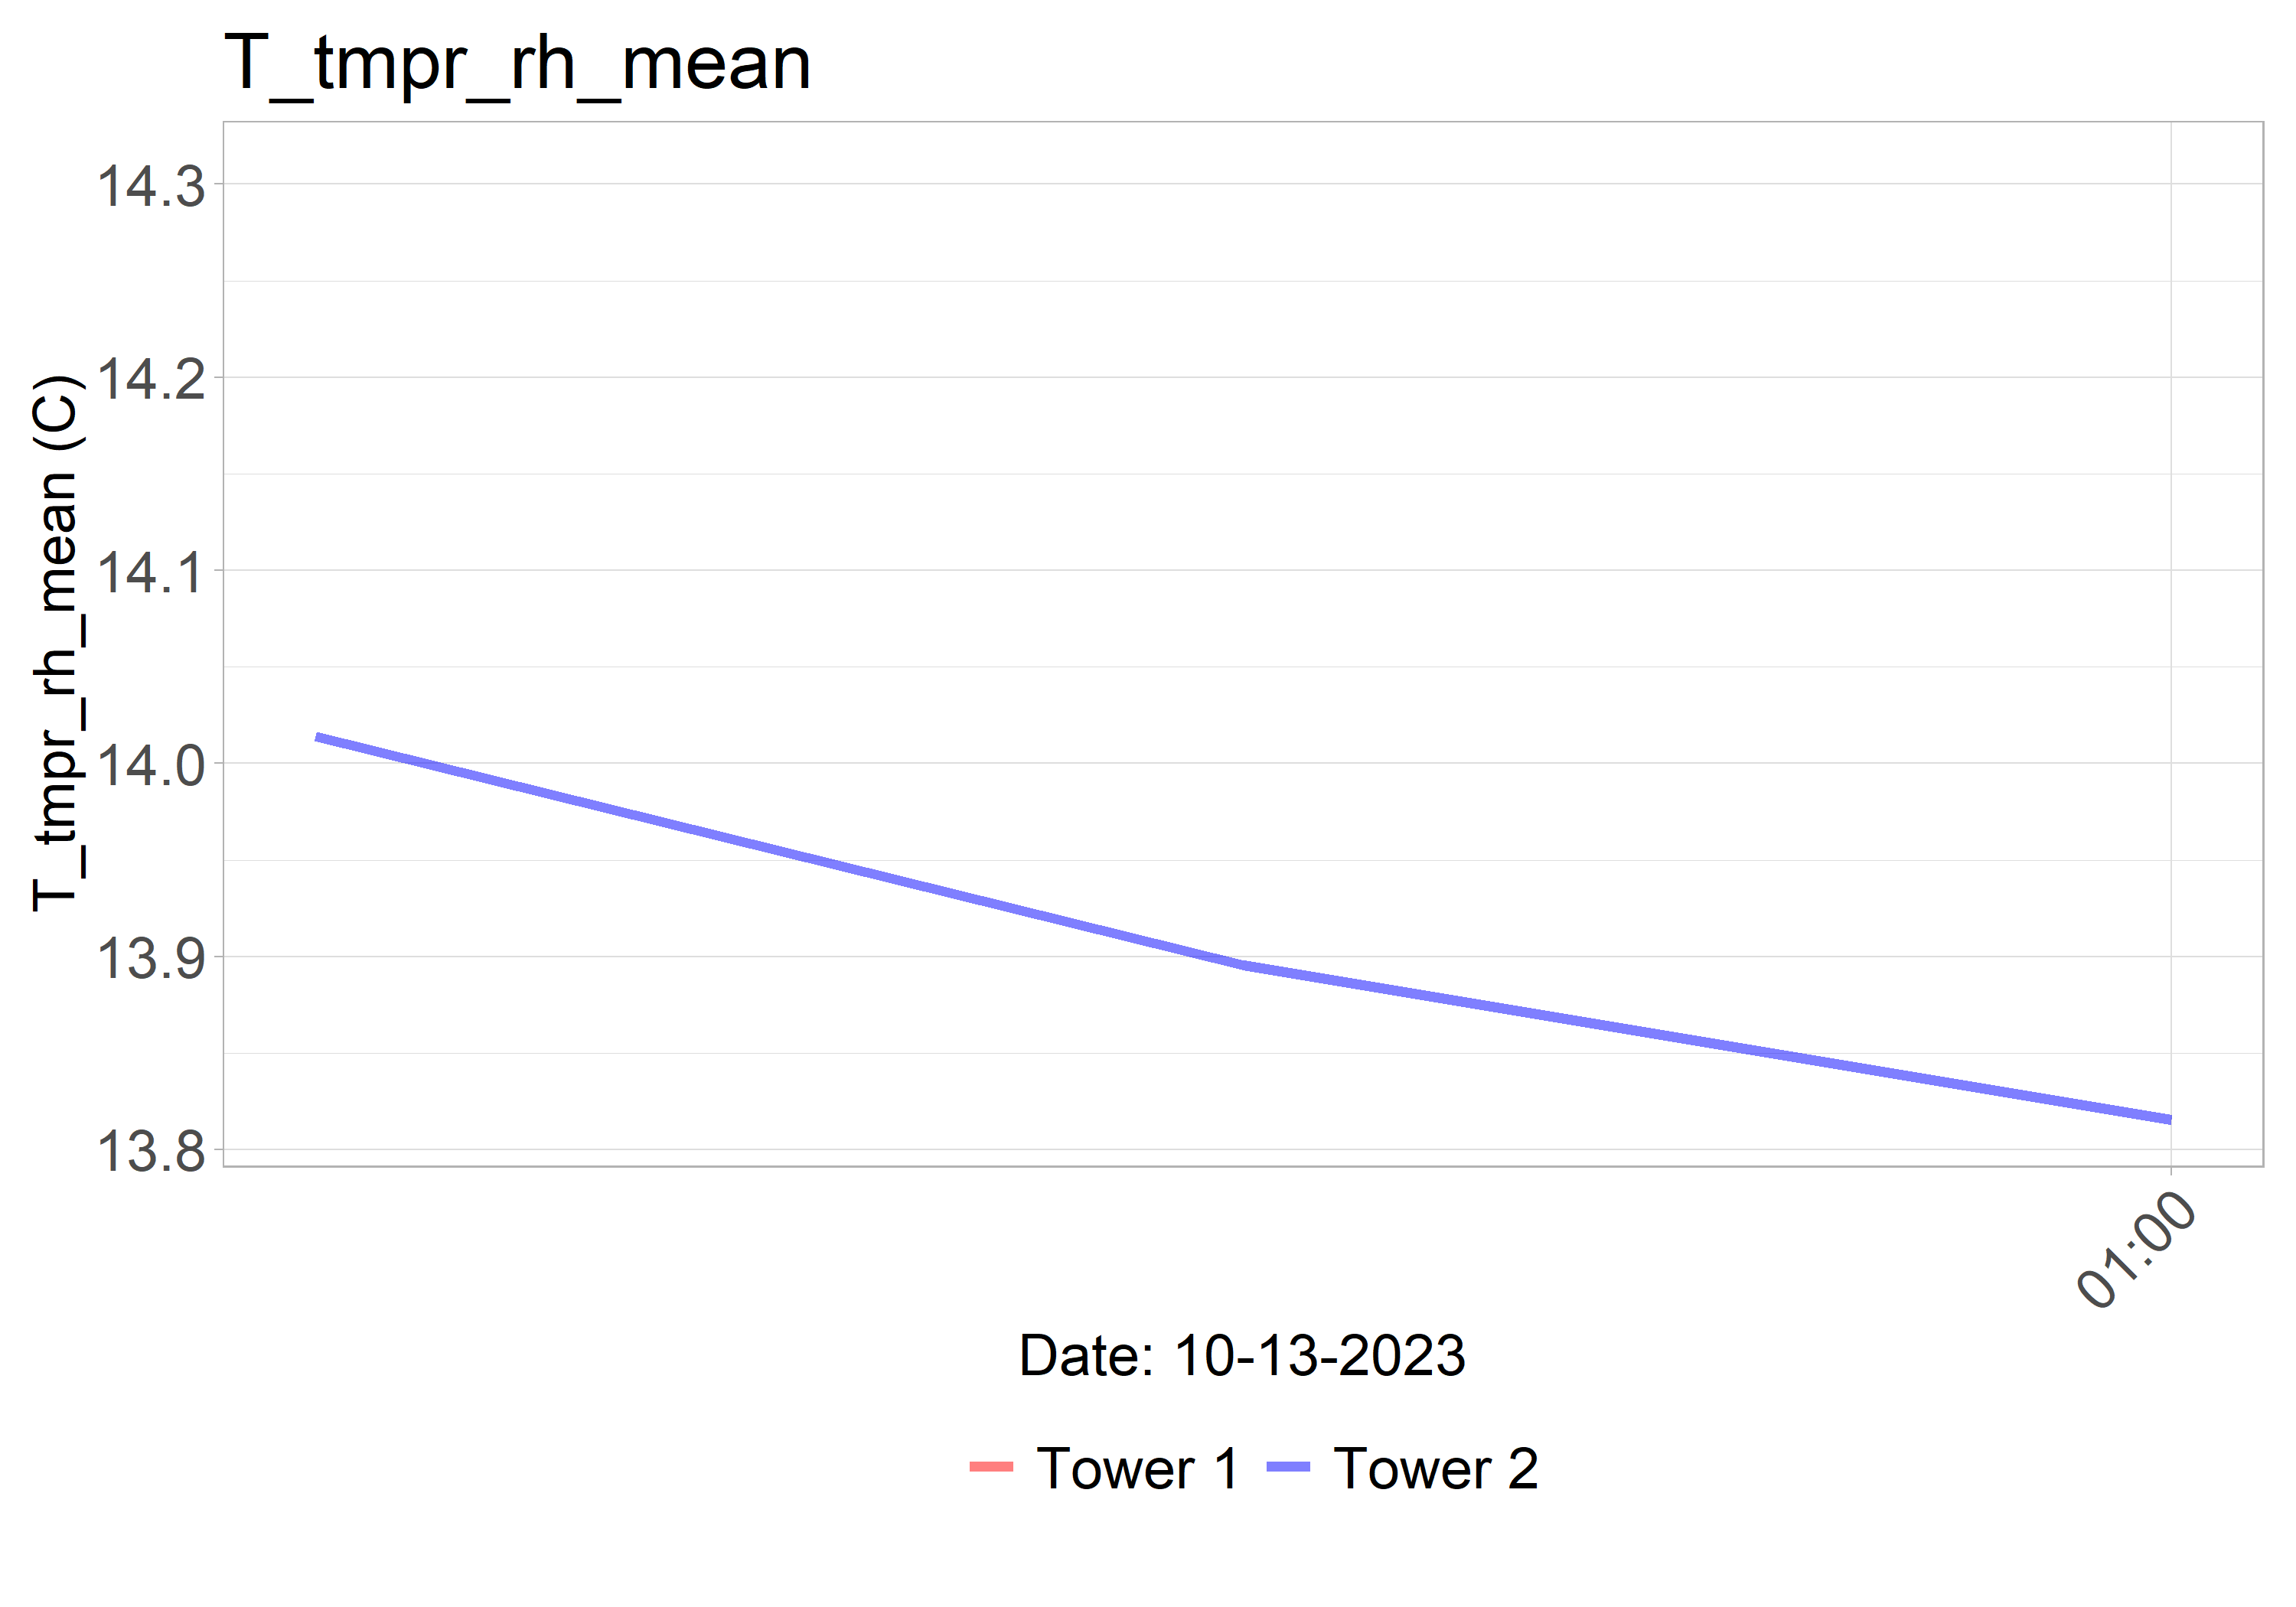 T_tmpr_rh_mean
T_tmpr_rh_mean (C)
14.3
14.2
14.1
14.0
13.9
13.8
01:00
Date: 10-13-2023
Tower 1 Tower 2